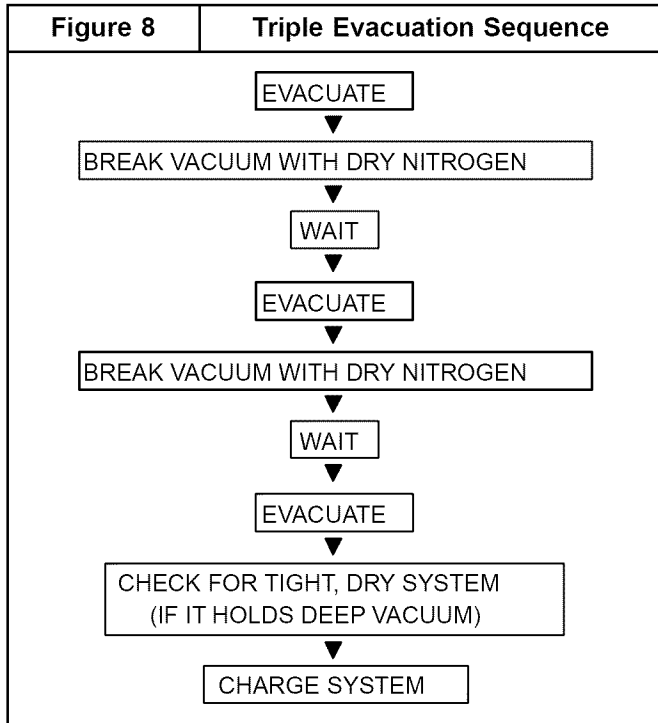 Figure 8
Triple Evacuation Sequence
EVACUATE
BREAK VACUUM WITH DRY NITROGEN
WAIT
EVACUATE
BREAK VACUUM WITH DRY NITROGEN
WAIT
EVACUATE
CHECK FOR TIGHT, DRY SYSTEM
(IF IT HOLDS DEEP VACUUM)
CHARGE SYSTEM